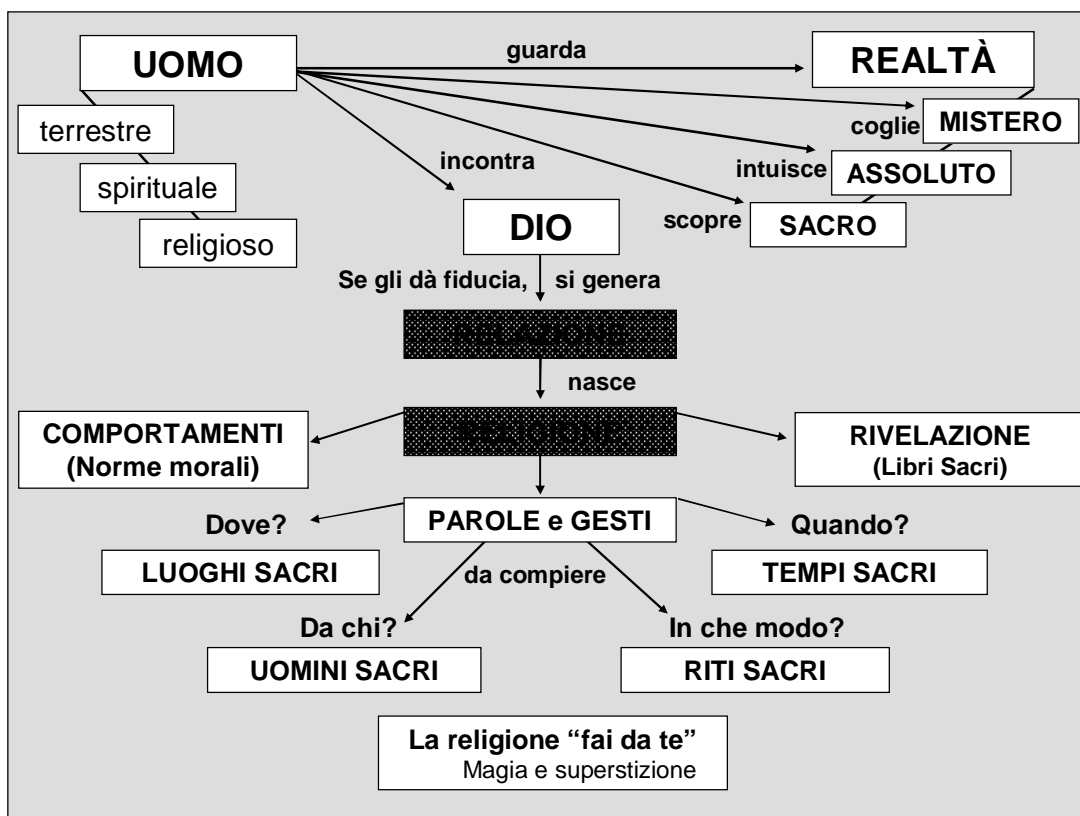 UOMO
guarda
REALTÀ
terrestre
coglie
MISTERO
incontra
intuisce
ASSOLUTO
spirituale
scopre
SACRO
religioso
DIO
Se gli dà fiducia, si genera
RELAZIONE
nasce
COMPORTAMENTI
(Norme morali)
RELIGIONE
RIVELAZIONE
(Libri Sacri)
Dove?
PAROLE e GESTI
Quando?
LUOGHI SACRI
da compiere
TEMPI SACRI
Da chi?
In che modo?
UOMINI SACRI
RITI SACRI
La religione “fai da te”
Magia e superstizione